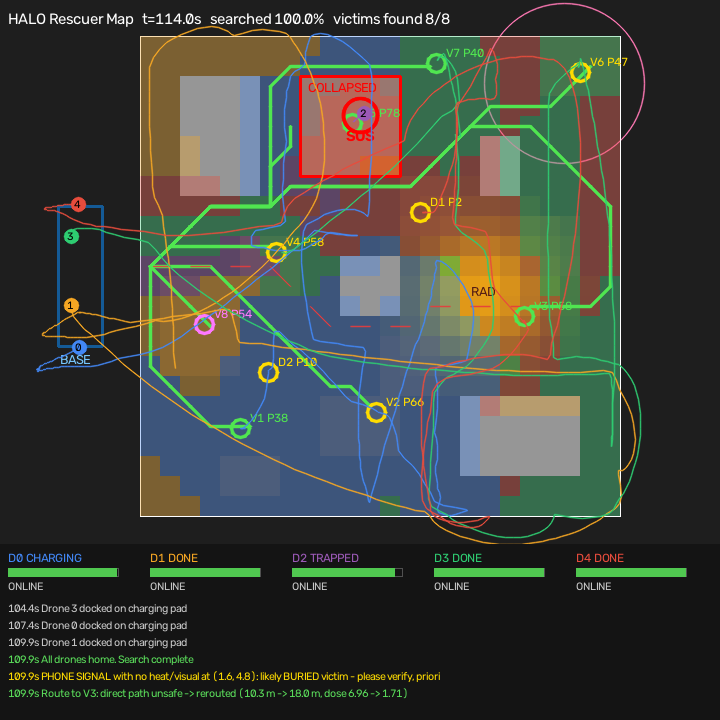 HALO Rescuer Map   t=114.0s   searched 100.0%   victims found 8/8
V7 P40
V6 P47
COLLAPSED
2
P78
SOS
4
D1 P2
3
V4 P58
RAD
1
V8 P54
0
BASE
D2 P10
V2 P66
V1 P38
D0 CHARGING
D1 DONE
D2 TRAPPED
D3 DONE
D4 DONE
ONLINE
ONLINE
ONLINE
ONLINE
ONLINE
104.4s Drone 3 docked on charging pad
107.4s Drone 0 docked on charging pad
109.9s Drone 1 docked on charging pad
109.9s All drones home. Search complete
109.9s PHONE SIGNAL with no heat/visual at (1.6, 4.8): likely BURIED victim - please verify, priori
109.9s Route to V3: direct path unsafe -> rerouted (10.3 m -> 18.0 m, dose 6.96 -> 1.71)